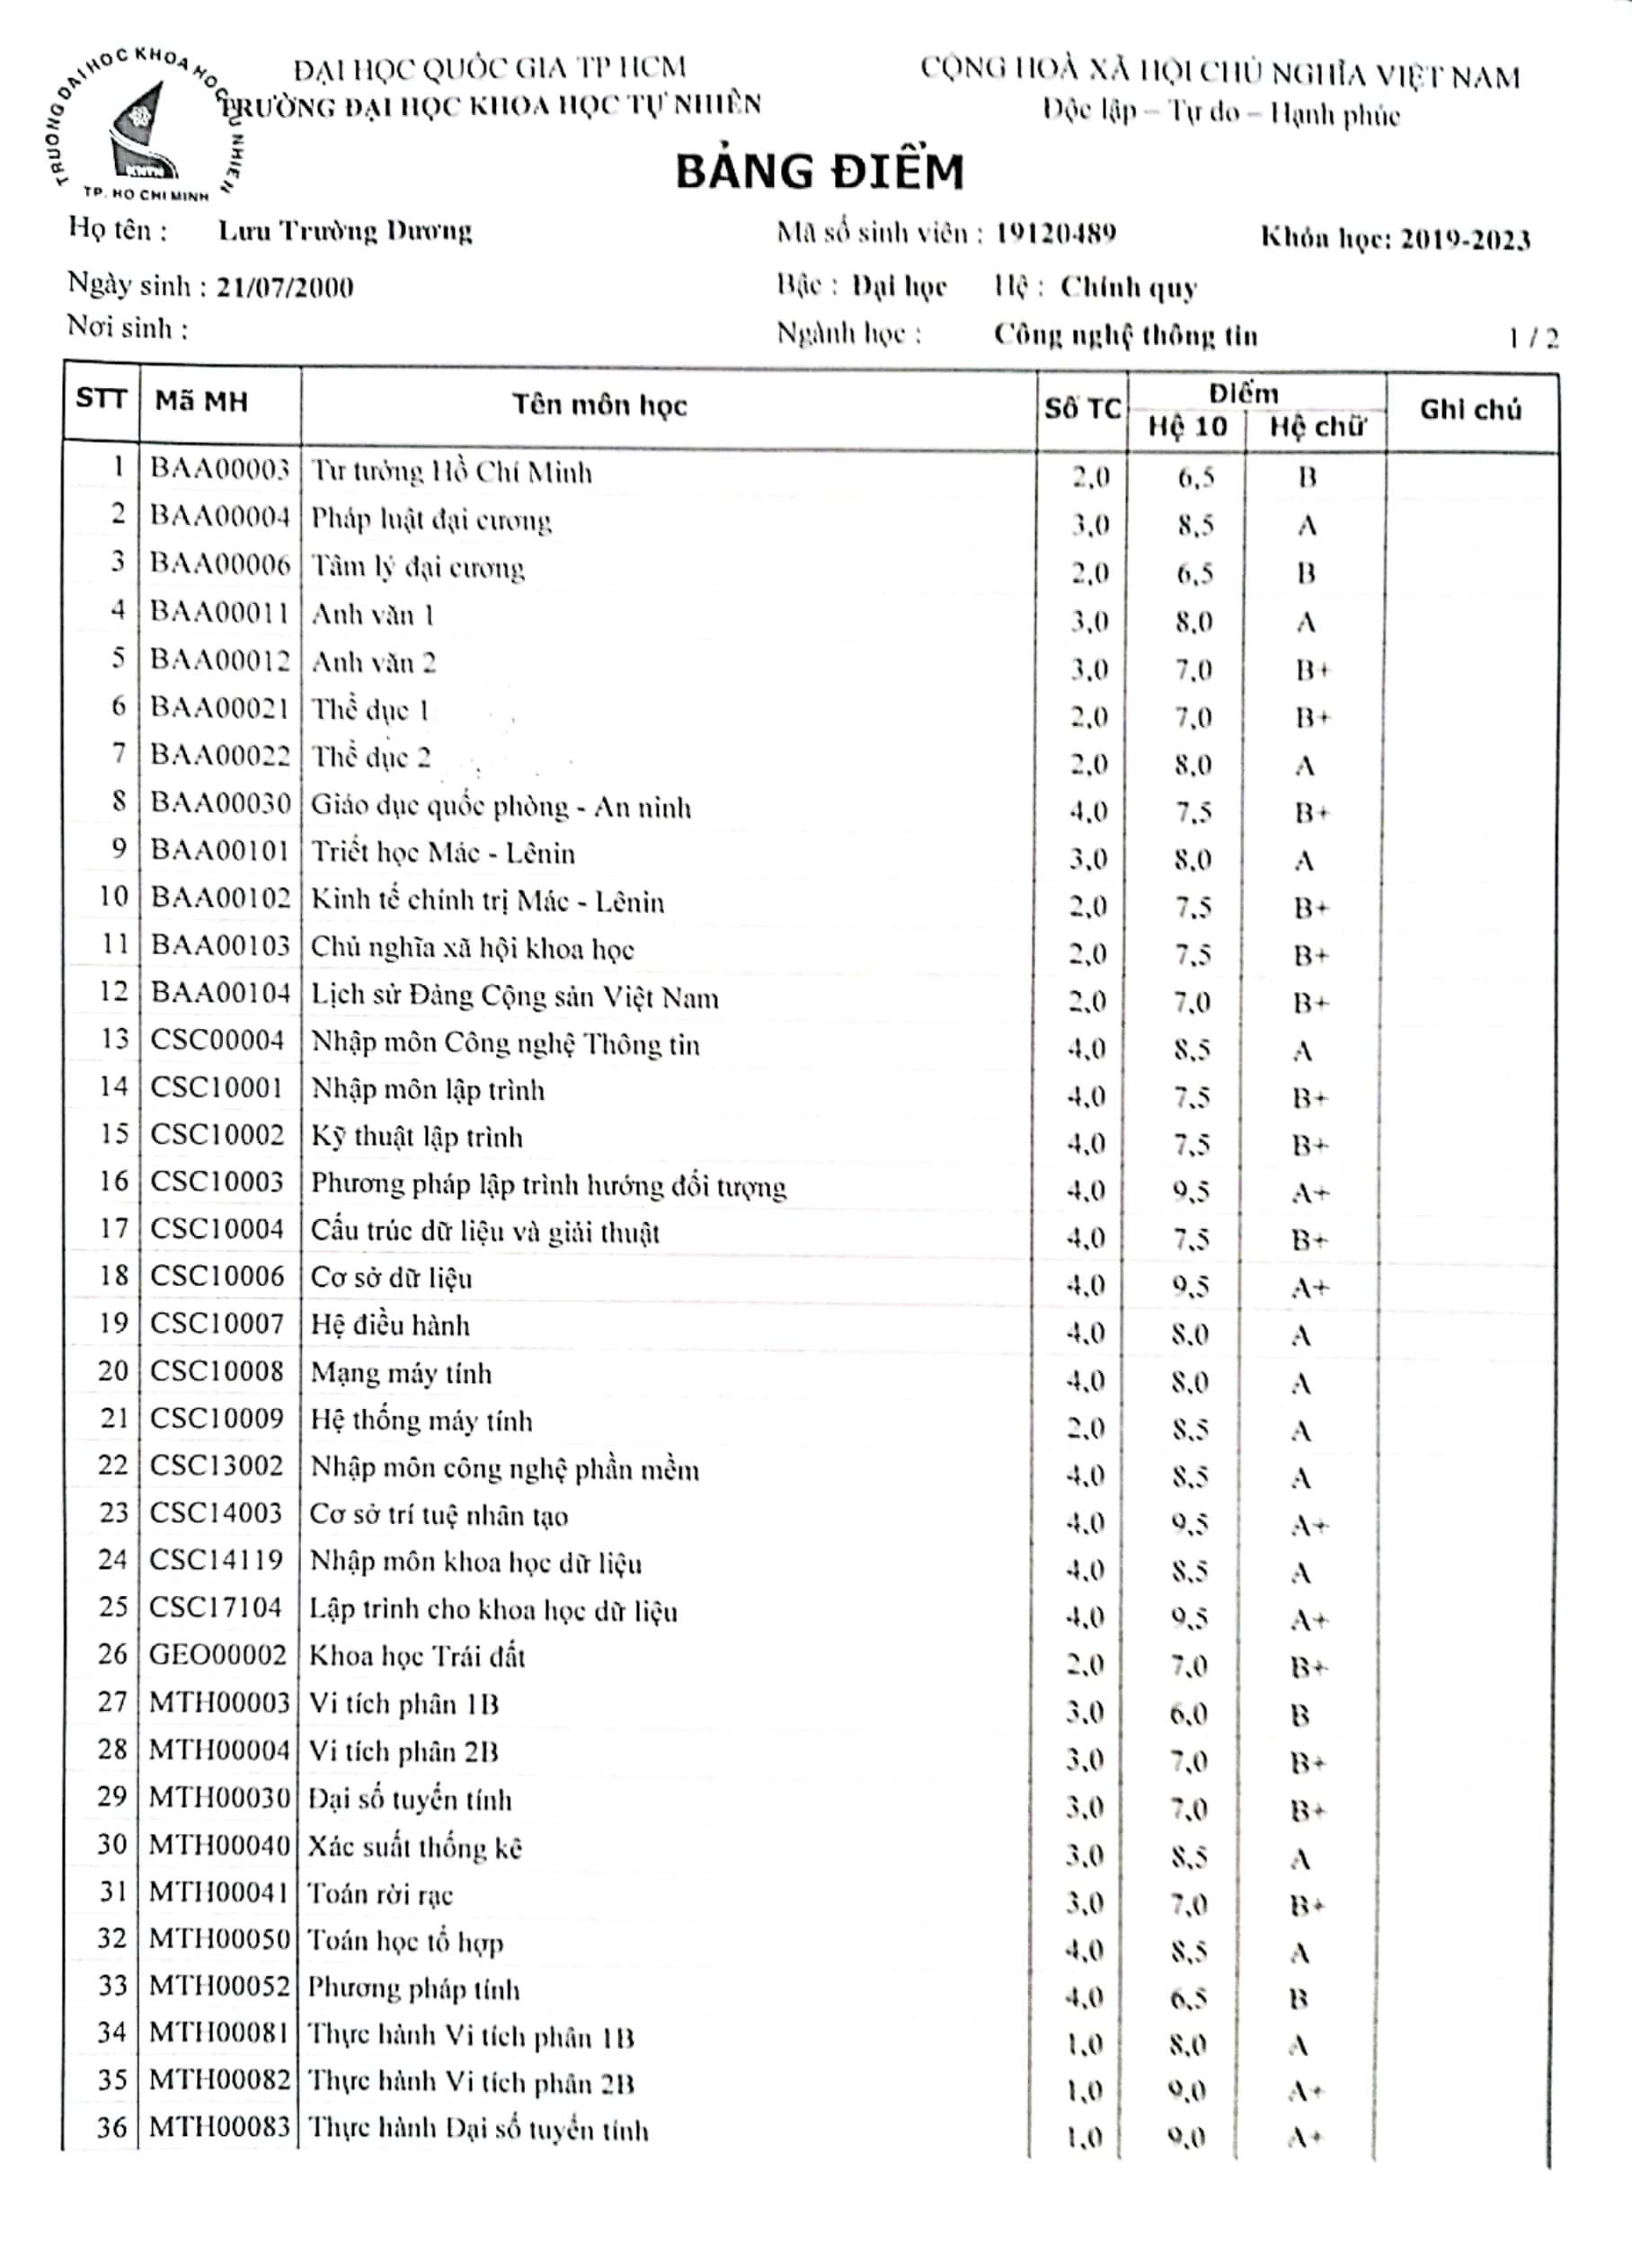 TRƯỜNG ĐẠI HỌC KHOA HỌC TỰ NHIÊN
KHTN
TP. HO CHI MINH
ĐẠI HỌC QUỐC GIA TP HCM
TRƯỜNG ĐẠI HỌC KHOA HỌC TỰ NHIÊN
CỘNG HOÀ XÃ HỘI CHỦ NGHĨA VIỆT NAM
Độc lập – Tự do – Hạnh phúc
BẢNG ĐIỂM
Họ tên : Lưu Trường Dương Mã số sinh viên : 19120489 Khóa học: 2019-2023
Ngày sinh : 21/07/2000 Bậc : Đại học Hệ : Chính quy
Nơi sinh : Ngành học : Công nghệ thông tin 1 / 2
STT Mã MH Tên môn học Số TC Điểm Ghi chú
Hệ 10 Hệ chữ
1 BAA00003 Tư tưởng Hồ Chí Minh 2,0 6,5 B
2 BAA00004 Pháp luật đại cương 3,0 8,5 A
3 BAA00006 Tâm lý đại cương 2,0 6,5 B
4 BAA00011 Anh văn 1 3,0 8,0 A
5 BAA00012 Anh văn 2 3,0 7,0 B+
6 BAA00021 Thể dục 1 2,0 7,0 B+
7 BAA00022 Thể dục 2 2,0 8,0 A
8 BAA00030 Giáo dục quốc phòng - An ninh 4,0 7,5 B+
9 BAA00101 Triết học Mác - Lênin 3,0 8,0 A
10 BAA00102 Kinh tế chính trị Mác - Lênin 2,0 7,5 B+
11 BAA00103 Chủ nghĩa xã hội khoa học 2,0 7,5 B+
12 BAA00104 Lịch sử Đảng Cộng sản Việt Nam 2,0 7,0 B+
13 CSC00004 Nhập môn Công nghệ Thông tin 4,0 8,5 A
14 CSC10001 Nhập môn lập trình 4,0 7,5 B+
15 CSC10002 Kỹ thuật lập trình 4,0 7,5 B+
16 CSC10003 Phương pháp lập trình hướng đối tượng 4,0 9,5 A+
17 CSC10004 Cấu trúc dữ liệu và giải thuật 4,0 7,5 B+
18 CSC10006 Cơ sở dữ liệu 4,0 9,5 A+
19 CSC10007 Hệ điều hành 4,0 8,0 A
20 CSC10008 Mạng máy tính 4,0 8,0 A
21 CSC10009 Hệ thống máy tính 2,0 8,5 A
22 CSC13002 Nhập môn công nghệ phần mềm 4,0 8,5 A
23 CSC14003 Cơ sở trí tuệ nhân tạo 4,0 9,5 A+
24 CSC14119 Nhập môn khoa học dữ liệu 4,0 8,5 A
25 CSC17104 Lập trình cho khoa học dữ liệu 4,0 9,5 A+
26 GEO00002 Khoa học Trái đất 2,0 7,0 B+
27 MTH00003 Vi tích phân 1B 3,0 6,0 B
28 MTH00004 Vi tích phân 2B 3,0 7,0 B+
29 MTH00030 Đại số tuyến tính 3,0 7,0 B+
30 MTH00040 Xác suất thống kê 3,0 8,5 A
31 MTH00041 Toán rời rạc 3,0 7,0 B+
32 MTH00050 Toán học tổ hợp 4,0 8,5 A
33 MTH00052 Phương pháp tính 4,0 6,5 B
34 MTH00081 Thực hành Vi tích phân 1B 1,0 8,0 A
35 MTH00082 Thực hành Vi tích phân 2B 1,0 9,0 A+
36 MTH00083 Thực hành Đại số tuyến tính 1,0 9,0 A+